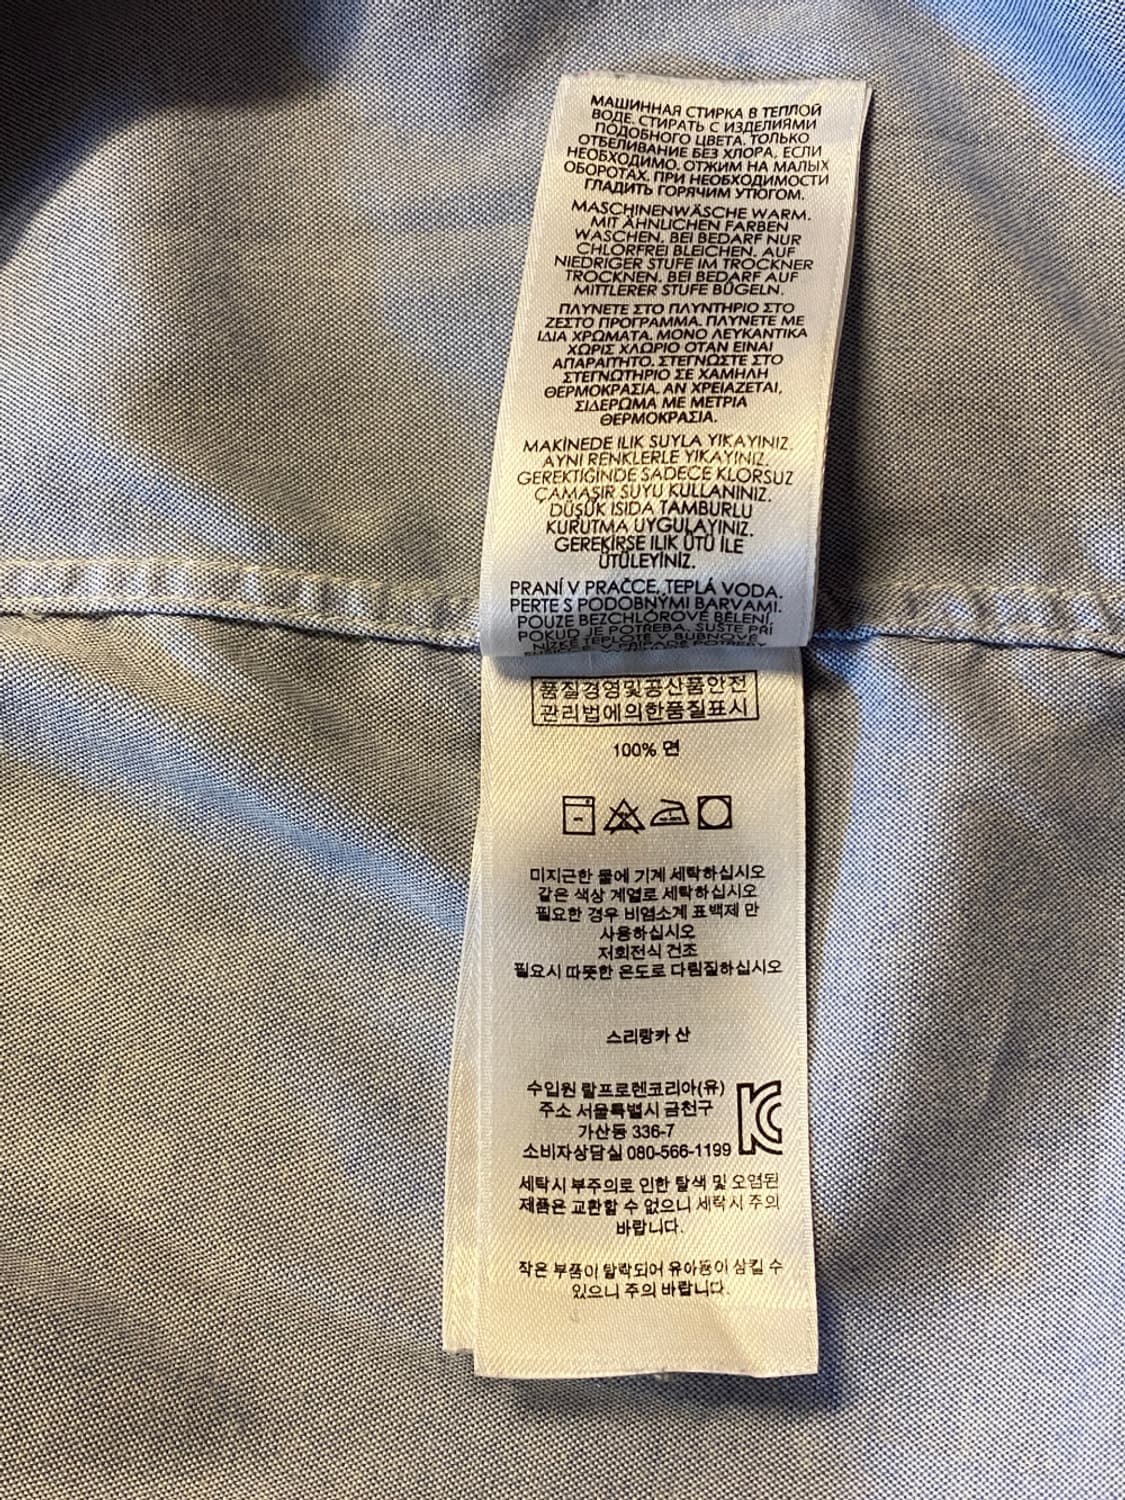 МАШИННАЯ СТИРКА В ТЕПЛОЙ
ВОДЕ. СТИРАТЬ С ИЗДЕЛИЯМИ
ПОДОБНОГО ЦВЕТА. ТОЛЬКО
ОТБЕЛИВАНИЕ БЕЗ ХЛОРА, ЕСЛИ
НЕОБХОДИМО. ОТЖИМ НА МАЛЫХ
ОБОРОТАХ. ПРИ НЕОБХОДИМОСТИ
ГЛАДИТЬ ГОРЯЧИМ УТЮГОМ.
MASCHINENWÄSCHE WARM.
MIT ÄHNLICHEN FARBEN
WASCHEN. BEI BEDARF NUR
CHLORFREI BLEICHEN. AUF
NIEDRIGER STUFE IM TROCKNER
TROCKNEN. BEI BEDARF AUF
MITTLERER STUFE BÜGELN.
ΠΛΥΝΕΤΕ ΣΤΟ ΠΛΥΝΤΗΡΙΟ ΣΤΟ
ΖΕΣΤΟ ΠΡΟΓΡΑΜΜΑ. ΠΛΥΝΕΤΕ ΜΕ
ΙΔΙΑ ΧΡΩΜΑΤΑ. ΜΟΝΟ ΛΕΥΚΑΝΤΙΚΑ
ΧΩΡΙΣ ΧΛΩΡΙΟ ΟΤΑΝ ΕΙΝΑΙ
ΑΠΑΡΑΙΤΗΤΟ. ΣΤΕΓΝΩΣΤΕ ΣΤΟ
ΣΤΕΓΝΩΤΗΡΙΟ ΣΕ ΧΑΜΗΛΗ
ΘΕΡΜΟΚΡΑΣΙΑ. ΑΝ ΧΡΕΙΑΖΕΤΑΙ,
ΣΙΔΕΡΩΜΑ ΜΕ ΜΕΤΡΙΑ
ΘΕΡΜΟΚΡΑΣΙΑ.
MAKİNEDE ILIK SUYLA YIKAYINIZ.
AYNI RENKLERLE YIKAYINIZ.
GEREKTİĞİNDE SADECE KLORSUZ
ÇAMAŞIR SUYU KULLANINIZ.
DÜŞÜK ISIDA TAMBURLU
KURUTMA UYGULAYINIZ.
GEREKİRSE ILIK ÜTÜ İLE
ÜTÜLEYİNİZ.
PRANÍ V PRAČCE, TEPLÁ VODA.
PERTE S PODOBNÝMI BARVAMI.
POUZE BEZCHLÓROVÉ BĚLENÍ,
POKUD JE POTŘEBA. SUŠTE PŘI
NÍZKÉ TEPLOTĚ V BUBNOVÉ
품질경영및공산품안전
관리법에의한품질표시
100% 면
미지근한 물에 기계 세탁하십시오
같은 색상 계열로 세탁하십시오
필요한 경우 비염소계 표백제 만
사용하십시오
저회전식 건조
필요시 따뜻한 온도로 다림질하십시오
스리랑카 산
수입원 랄프로렌코리아(유)
주소 서울특별시 금천구
가산동 336-7
소비자상담실 080-566-1199
세탁시 부주의로 인한 탈색 및 오염된
제품은 교환할 수 없으니 세탁시 주의
바랍니다.
작은 부품이 탈락되어 유아등이 삼킬 수
있으니 주의 바랍니다.